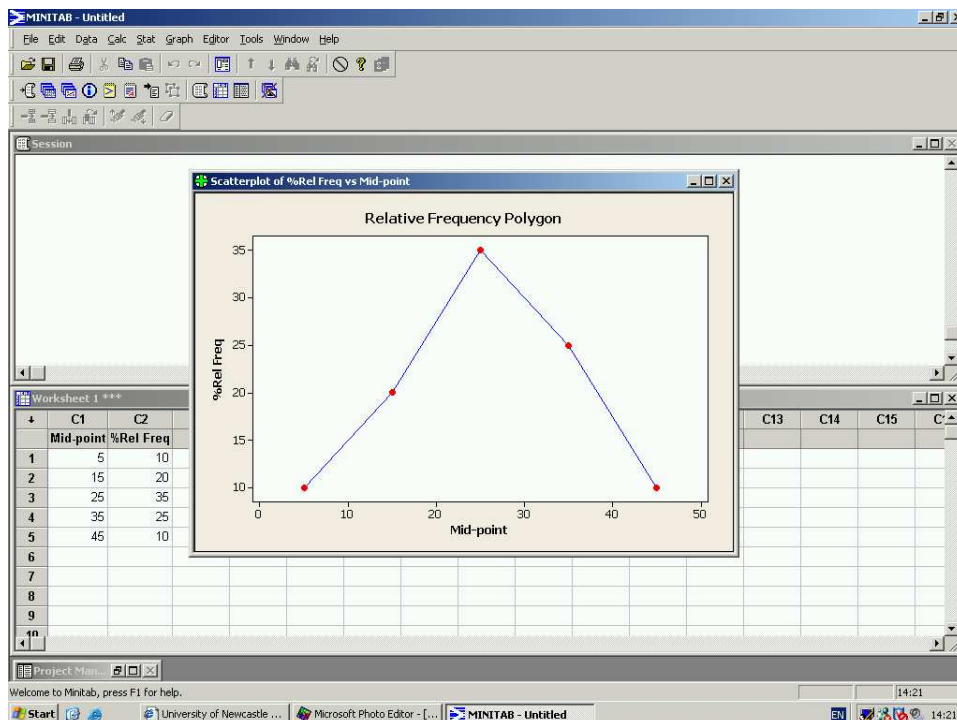 MINITAB - Untitled
File Edit Data Calc Stat Graph Editor Tools Window Help
Session
Scatterplot of %Rel Freq vs Mid-point
Relative Frequency Polygon
35
30
25
20
15
10
%Rel Freq
0 10 20 30 40 50
Mid-point
Worksheet 1 ***
C1 C2 C13 C14 C15
Mid-point %Rel Freq
1 5 10
2 15 20
3 25 35
4 35 25
5 45 10
6
7
8
9
10
Project Man...
Welcome to Minitab, press F1 for help. 14:21
Start University of Newcastle ... Microsoft Photo Editor - [... MINITAB - Untitled EN 14:21